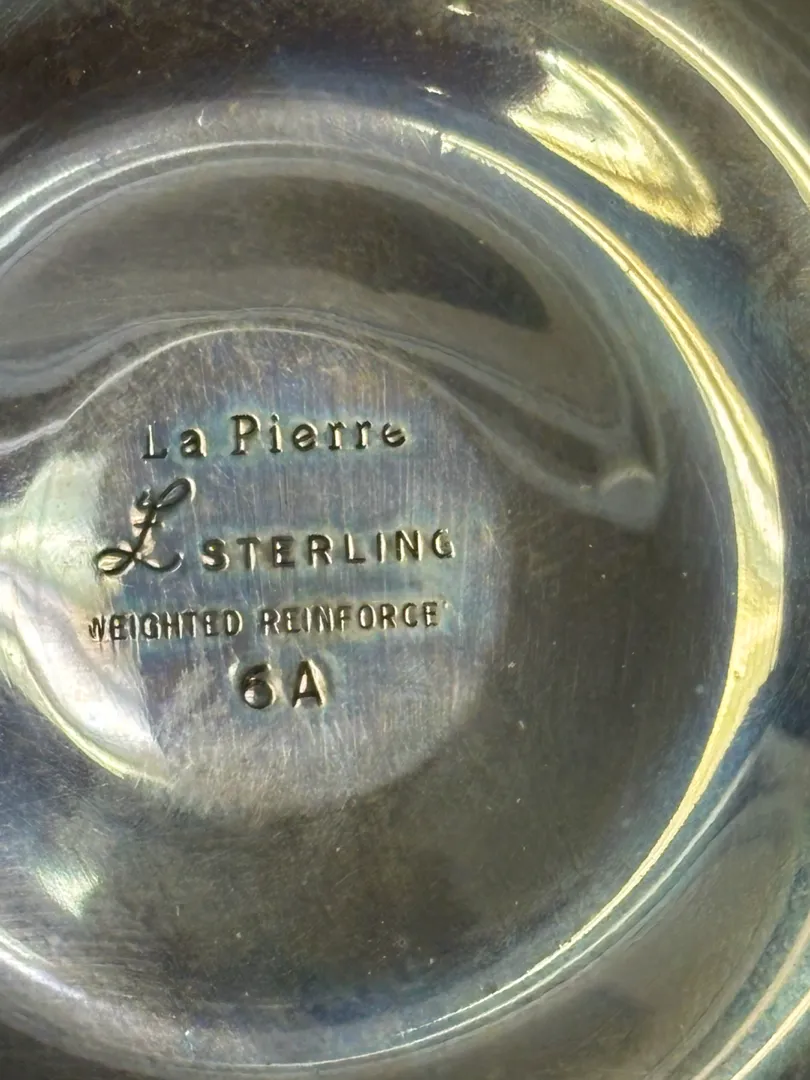 La Pierre
L STERLING
WEIGHTED REINFORCE
6A